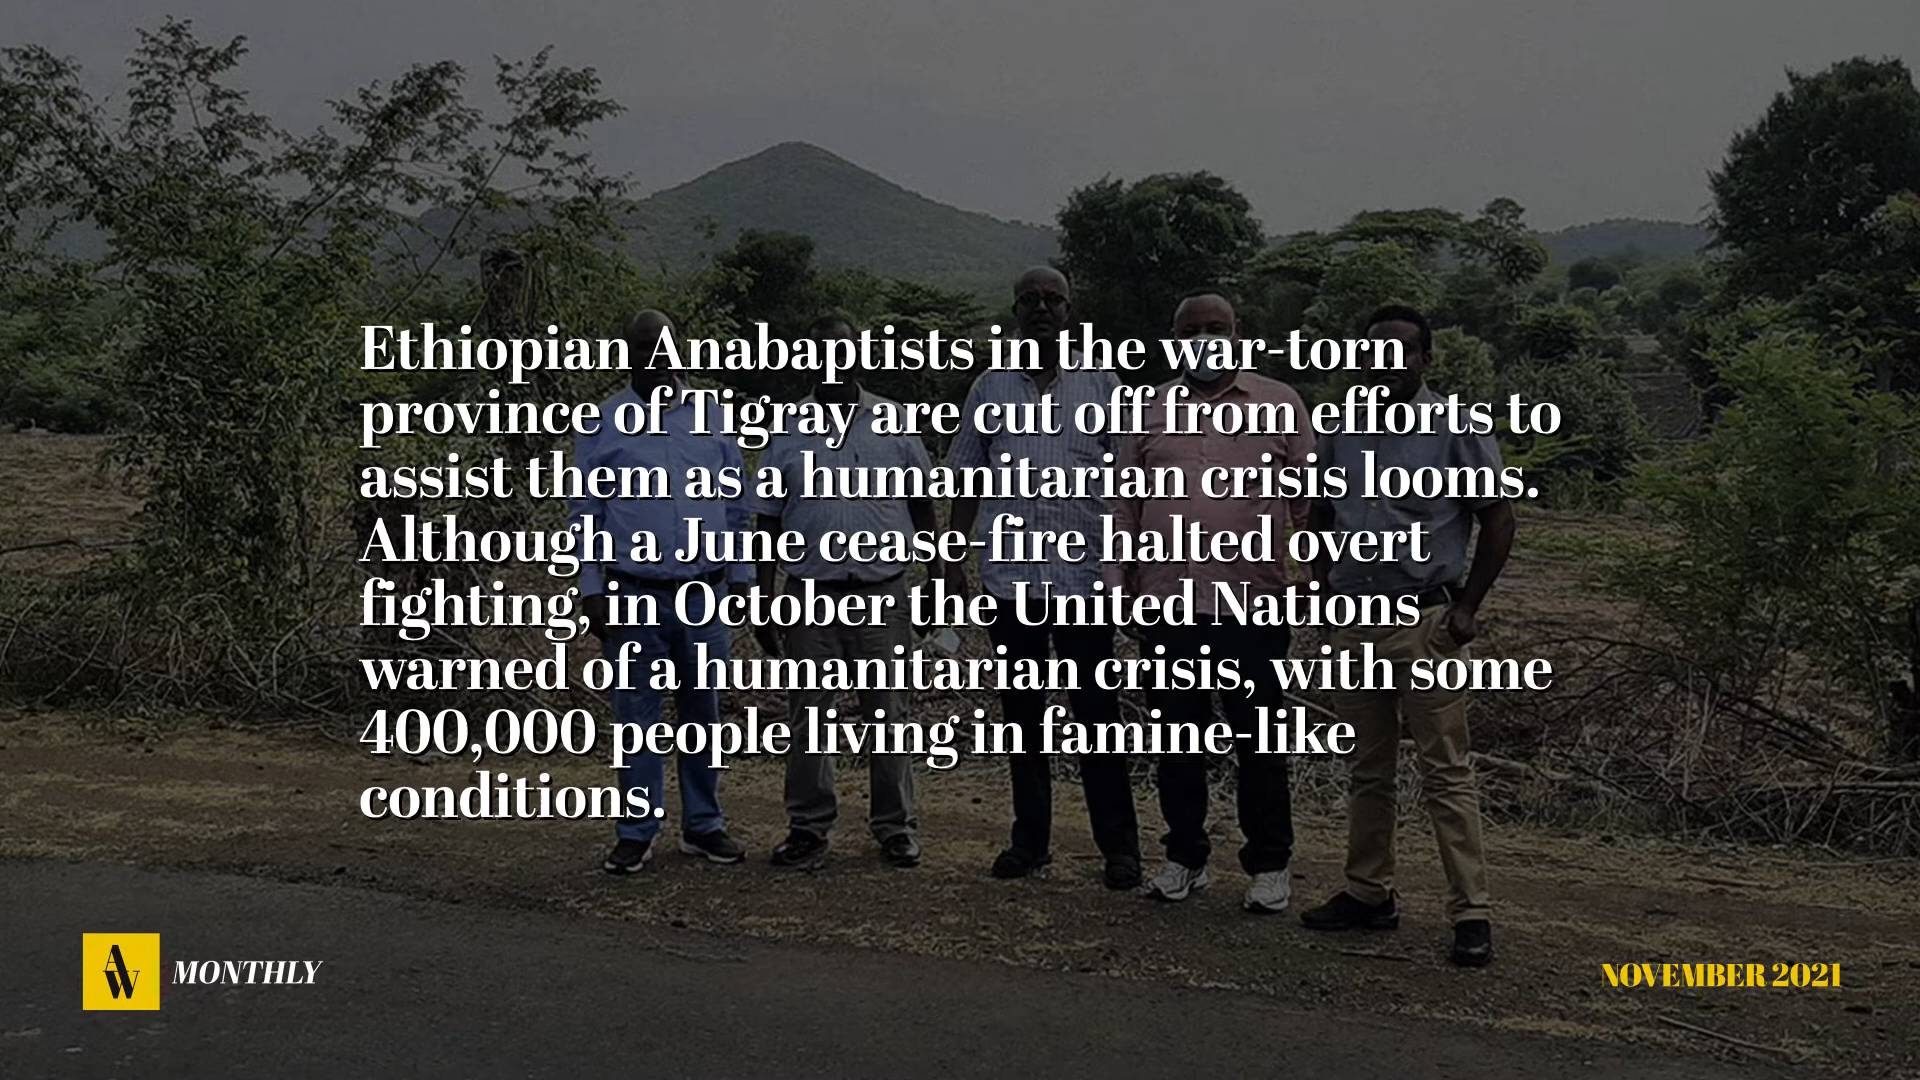 Ethiopian Anabaptists in the war-torn
province of Tigray are cut off from efforts to
assist them as a humanitarian crisis looms.
Although a June cease-fire halted overt
fighting, in October the United Nations
warned of a humanitarian crisis, with some
400,000 people living in famine-like
conditions.
AW MONTHLY
NOVEMBER 2021